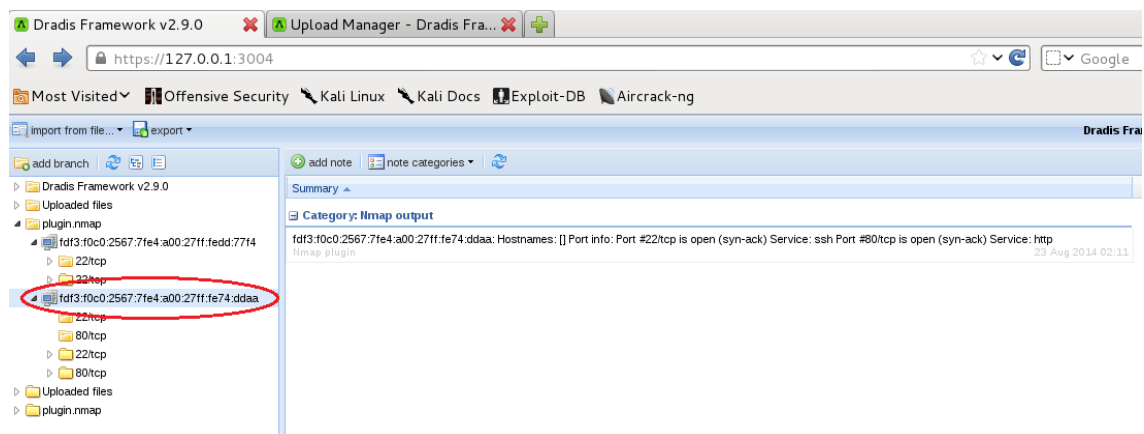 Dradis Framework v2.9.0
Upload Manager - Dradis Fra...
https://127.0.0.1:3004
Google
Most Visited
Offensive Security
Kali Linux
Kali Docs
Exploit-DB
Aircrack-ng
import from file...
export
Dradis Fra
add branch
add note
note categories
Dradis Framework v2.9.0
Uploaded files
plugin.nmap
fdf3:f0c0:2567:7fe4:a00:27ff:fedd:77f4
22/tcp
22/tcp
fdf3:f0c0:2567:7fe4:a00:27ff:fe74:ddaa
22/tcp
80/tcp
22/tcp
80/tcp
Uploaded files
plugin.nmap
Summary
Category: Nmap output
fdf3:f0c0:2567:7fe4:a00:27ff:fe74:ddaa: Hostnames: [] Port info: Port #22/tcp is open (syn-ack) Service: ssh Port #80/tcp is open (syn-ack) Service: http
Nmap plugin
23 Aug 2014 02:11